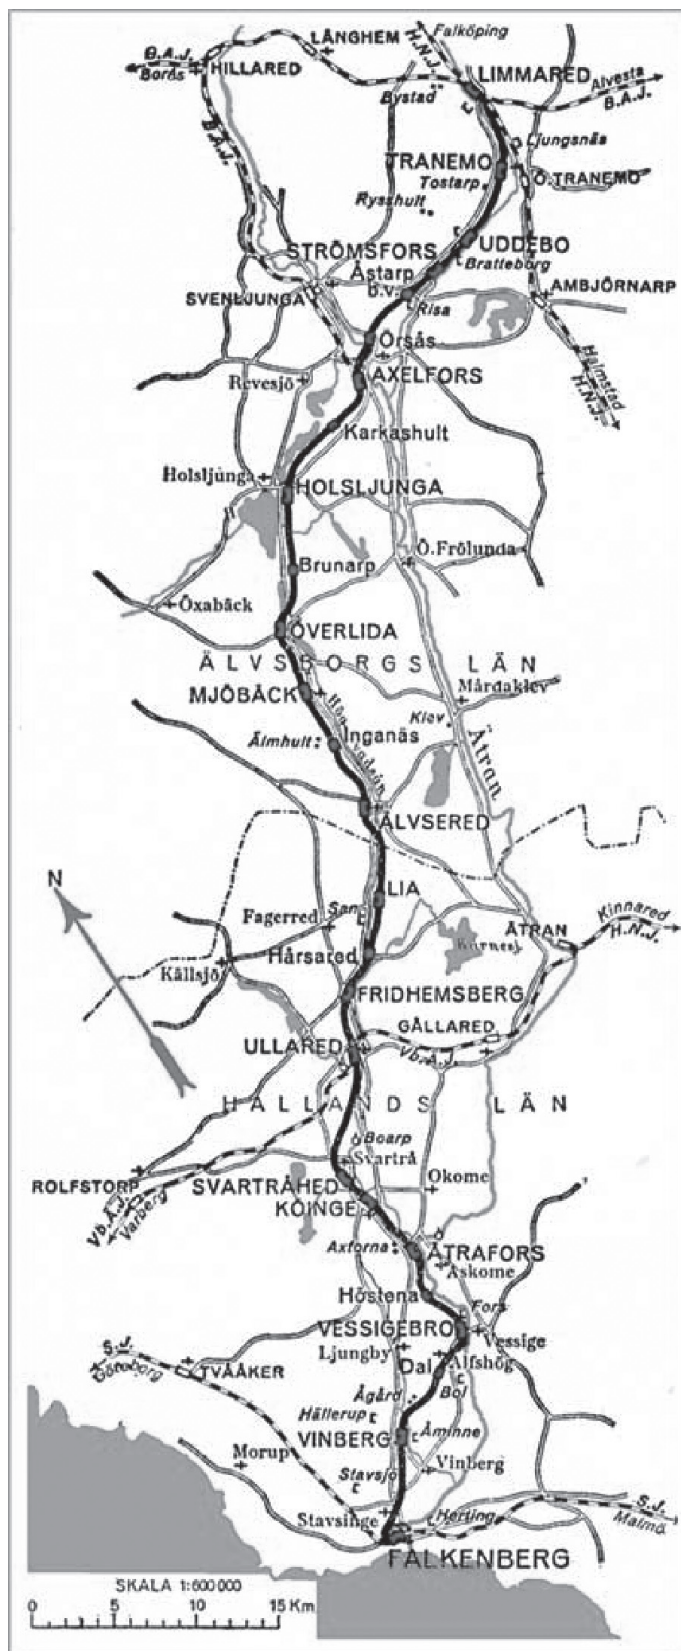 Falköping
H.N.J.
LÅNGHEM
B.A.J.
Borås
HILLARED
LIMMARED
Alvesta
B.A.J.
Bystad
B.A.J.
Ljungsnäs
TRANEMO
Tostarp
Ö.TRANEMO
Rysshult
STRÖMSFORS
UDDEBO
Bratteborg
Åstarp
b.v.
SVENLJUNGA
Risa
AMBJÖRNARP
Örsås
Halmstad
H.N.J.
Revesjö
AXELFORS
Karkashult
Holsljunga
HOLSLJUNGA
Ö.Frölunda
Brunarp
Öxabäck
ÖVERLIDA
ÄLVSBORGS LÄN
MJÖBÄCK
Mårdaklev
Klev
Älmhult
Inganäs
Ätran
ÄLVSERED
N
LIA
Fagerred
Kinnared
H.N.J.
ÄTRAN
Hårsared
Källsjö
FRIDHEMSBERG
GÄLLARED
ULLARED
Vb.Ä.J.
HALLANDS LÄN
Boarp
Svartrå
ROLFSTORP
SVARTRÅHED
Okome
Vb.Ä.J.
Varberg
KÖINGE
Axtorna
ÄTRAFORS
Askome
Höstena
Fors
VESSIGEBRO
Vessige
S.J.
Göteborg
Ljungby
TVÅÅKER
Dal
Alfshög
Bol
Ågård
Hällerup
VINBERG
Åminne
Morup
Vinberg
Stavsjö
Stavsinge
Herting
S.J.
Malmö
FALKENBERG
SKALA 1:600000
0 5 10 15 Km.